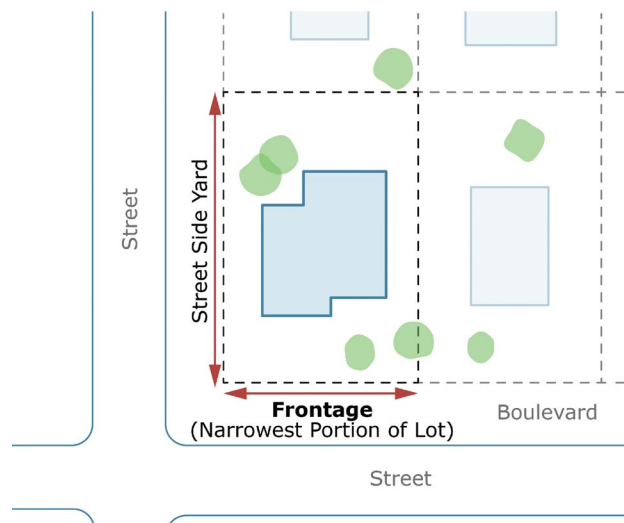 Street
Street Side Yard
Frontage
(Narrowest Portion of Lot)
Boulevard
Street